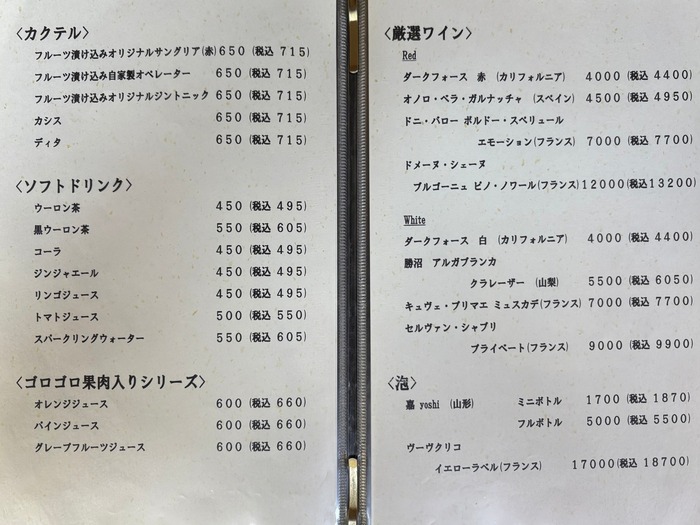 〈カクテル〉
フルーツ漬け込みオリジナルサングリア(赤) 650 (税込 715)
フルーツ漬け込み自家製オペレーター 650 (税込 715)
フルーツ漬け込みオリジナルジントニック 650 (税込 715)
カシス 650 (税込 715)
ディタ 650 (税込 715)
〈ソフトドリンク〉
ウーロン茶 450 (税込 495)
黒ウーロン茶 550 (税込 605)
コーラ 450 (税込 495)
ジンジャエール 450 (税込 495)
リンゴジュース 450 (税込 495)
トマトジュース 500 (税込 550)
スパークリングウォーター 550 (税込 605)
〈ゴロゴロ果肉入りシリーズ〉
オレンジジュース 600 (税込 660)
パインジュース 600 (税込 660)
グレープフルーツジュース 600 (税込 660)
〈厳選ワイン〉
Red
ダークフォース 赤 (カリフォルニア) 4000 (税込 4400)
オノロ・ベラ・ガルナッチャ (スペイン) 4500 (税込 4950)
ドニ・バロー ボルドー・スペリュール
エモーション(フランス) 7000 (税込 7700)
ドメーヌ・シェーヌ
ブルゴーニュ ピノ・ノワール(フランス) 12000 (税込 13200)
White
ダークフォース 白 (カリフォルニア) 4000 (税込 4400)
勝沼 アルガブランカ
クラレーザー (山梨) 5500 (税込 6050)
キュヴェ・プリマエ ミュスカデ(フランス) 7000 (税込 7700)
セルヴァン・シャブリ
プライベート(フランス) 9000 (税込 9900)
〈泡〉
嘉 yoshi (山形) ミニボトル 1700 (税込 1870)
フルボトル 5000 (税込 5500)
ヴーヴクリコ
イエローラベル(フランス) 17000 (税込 18700)